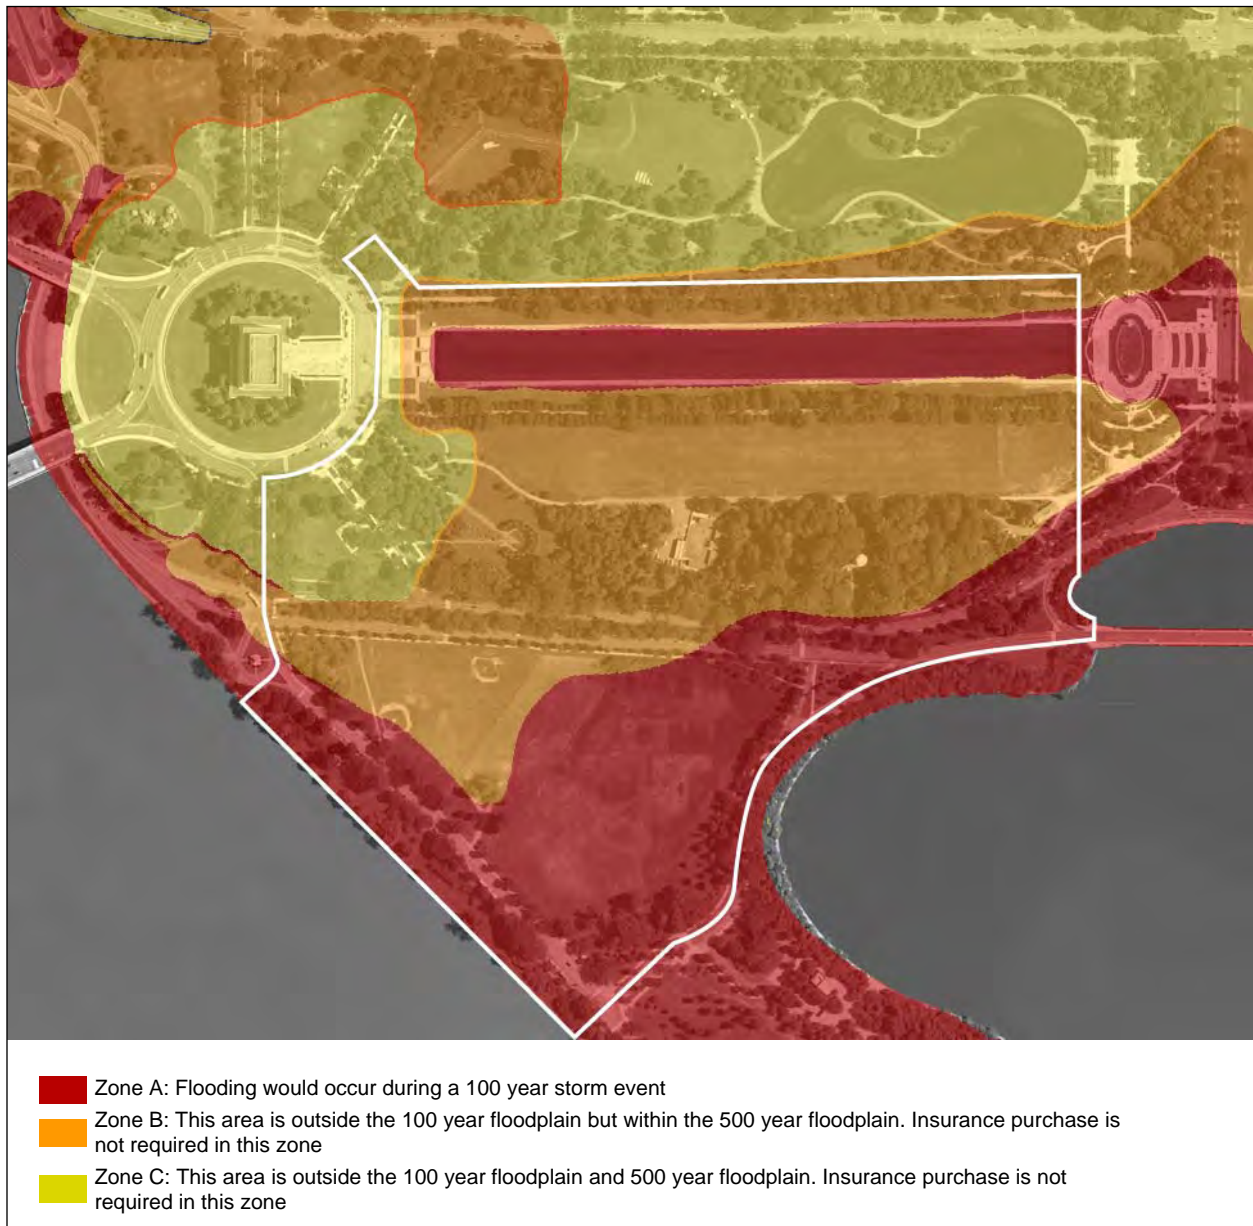 Zone A: Flooding would occur during a 100 year storm event
Zone B: This area is outside the 100 year floodplain but within the 500 year floodplain. Insurance purchase is
not required in this zone
Zone C: This area is outside the 100 year floodplain and 500 year floodplain. Insurance purchase is not
required in this zone